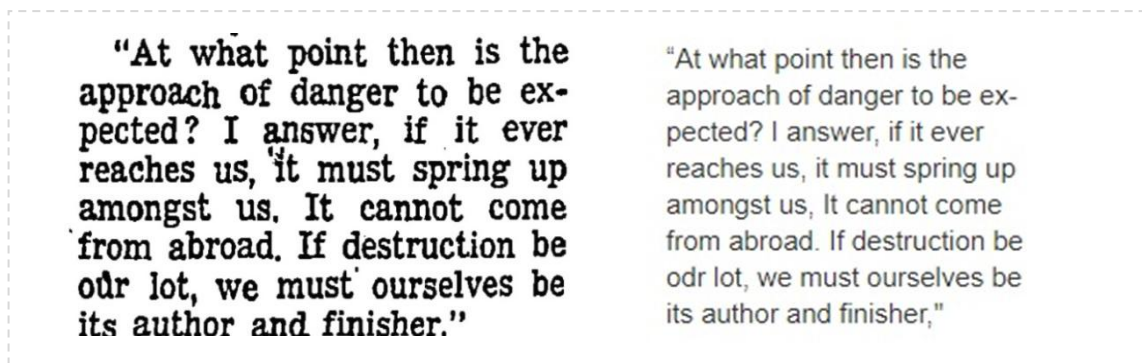 “At what point then is the
approach of danger to be ex-
pected? I answer, if it ever
reaches us, it must spring up
amongst us. It cannot come
from abroad. If destruction be
odr lot, we must ourselves be
its author and finisher.”
“At what point then is the
approach of danger to be ex-
pected? I answer, if it ever
reaches us, it must spring up
amongst us, It cannot come
from abroad. If destruction be
odr lot, we must ourselves be
its author and finisher,"